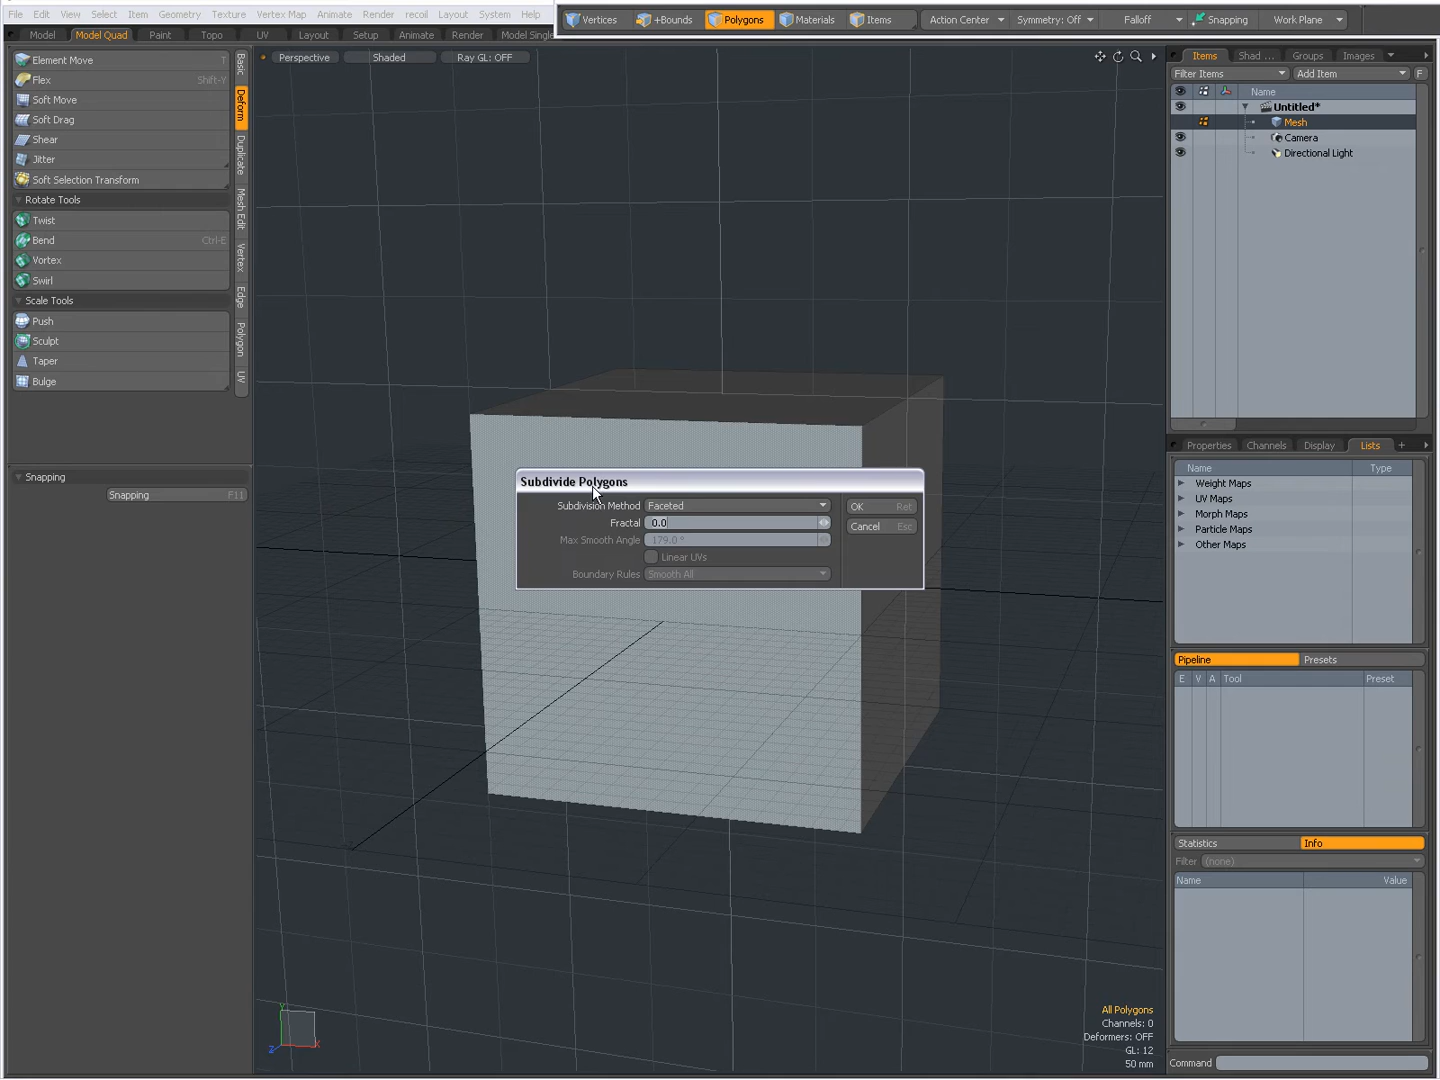 File Edit View Select Item Geometry Texture Vertex Map Animate Render recoil Layout System Help
Vertices +Bounds Polygons Materials Items Action Center Symmetry: Off Falloff Snapping Work Plane
Model Model Quad Paint Topo UV Layout Setup Animate Render Model Single
Element Move T
Flex Shift-Y
Soft Move
Soft Drag
Shear
Jitter
Soft Selection Transform
Rotate Tools
Twist
Bend Ctrl-E
Vortex
Swirl
Scale Tools
Push
Sculpt
Taper
Bulge
Basic
Deform
Duplicate
Mesh Edit
Vertex
Edge
Polygon
UV
Snapping
Snapping F11
Perspective Shaded Ray GL: OFF
Subdivide Polygons
Subdivision Method Faceted
Fractal 0.0
Max Smooth Angle 179.0 °
Linear UVs
Boundary Rules Smooth All
OK Ret
Cancel Esc
Y
Z X
All Polygons
Channels: 0
Deformers: OFF
GL: 12
50 mm
Items Shad ... Groups Images
Filter Items Add Item F
Name
Untitled*
Mesh
Camera
Directional Light
Properties Channels Display Lists +
Name Type
Weight Maps
UV Maps
Morph Maps
Particle Maps
Other Maps
Pipeline Presets
E V A Tool Preset
Statistics Info
Filter (none)
Name Value
Command